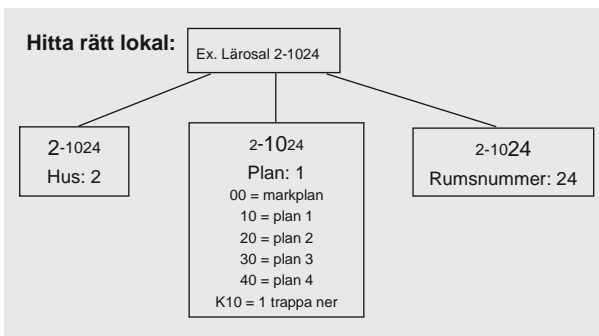 Hitta rätt lokal:
Ex. Lärosal 2-1024
2-1024
Hus: 2
2-1024
Plan: 1
00 = markplan
10 = plan 1
20 = plan 2
30 = plan 3
40 = plan 4
K10 = 1 trappa ner
2-1024
Rumsnummer: 24